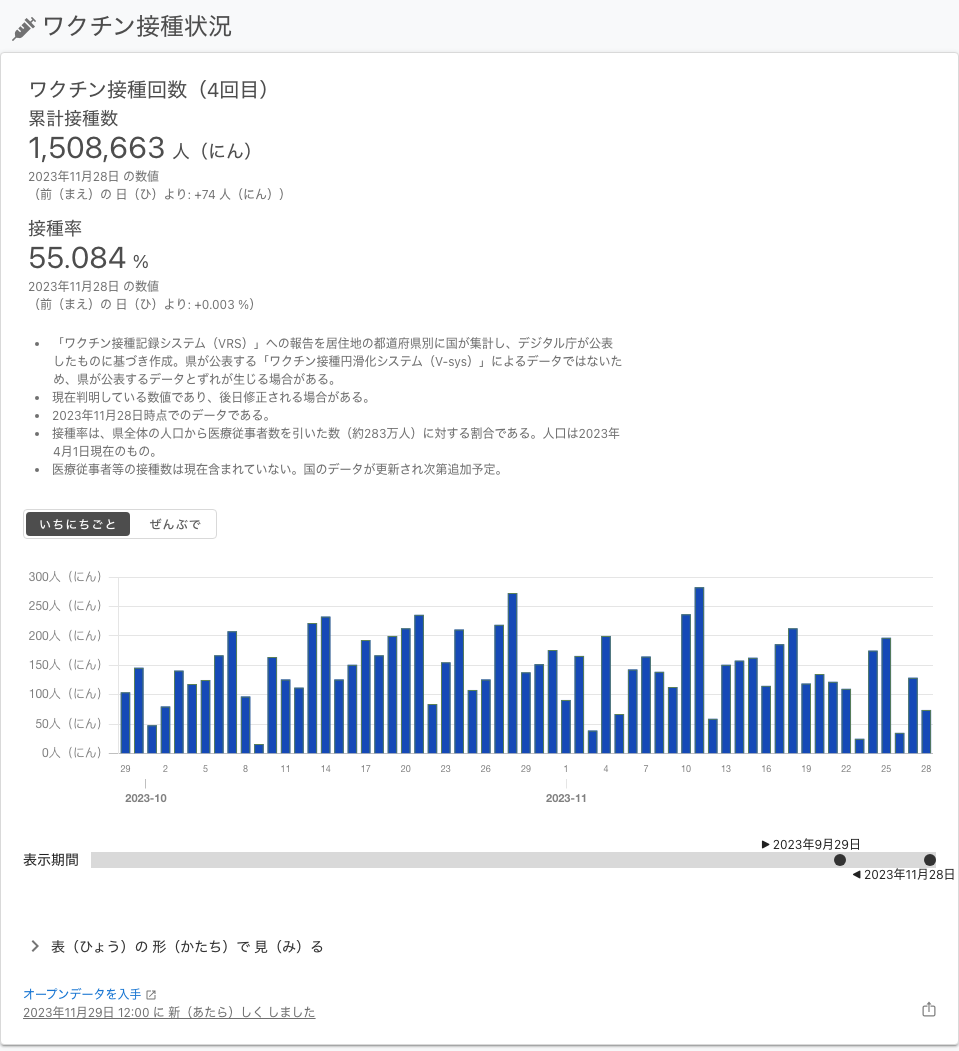 ワクチン接種状況
ワクチン接種回数（4回目）
累計接種数
1,508,663 人（にん）
2023年11月28日 の数値
（前（まえ）の 日（ひ）より: +74 人（にん））
接種率
55.084 %
2023年11月28日 の数値
（前（まえ）の 日（ひ）より: +0.003 %）
• 「ワクチン接種記録システム（VRS）」への報告を居住地の都道府県別に国が集計し、デジタル庁が公表
したものに基づき作成。県が公表する「ワクチン接種円滑化システム（V-sys）」によるデータではないた
め、県が公表するデータとずれが生じる場合がある。
• 現在判明している数値であり、後日修正される場合がある。
• 2023年11月28日時点でのデータである。
• 接種率は、県全体の人口から医療従事者数を引いた数（約283万人）に対する割合である。人口は2023年
4月1日現在のもの。
• 医療従事者等の接種数は現在含まれていない。国のデータが更新され次第追加予定。
いちにちごと ぜんぶで
300人（にん）
250人（にん）
200人（にん）
150人（にん）
100人（にん）
50人（にん）
0人（にん）
29 2 5 8 11 14 17 20 23 26 29 1 4 7 10 13 16 19 22 25 28
2023-10 2023-11
▶ 2023年9月29日
表示期間
◀ 2023年11月28日
表（ひょう）の 形（かたち）で 見（み）る
オープンデータを入手
2023年11月29日 12:00 に 新（あたら）しく しました